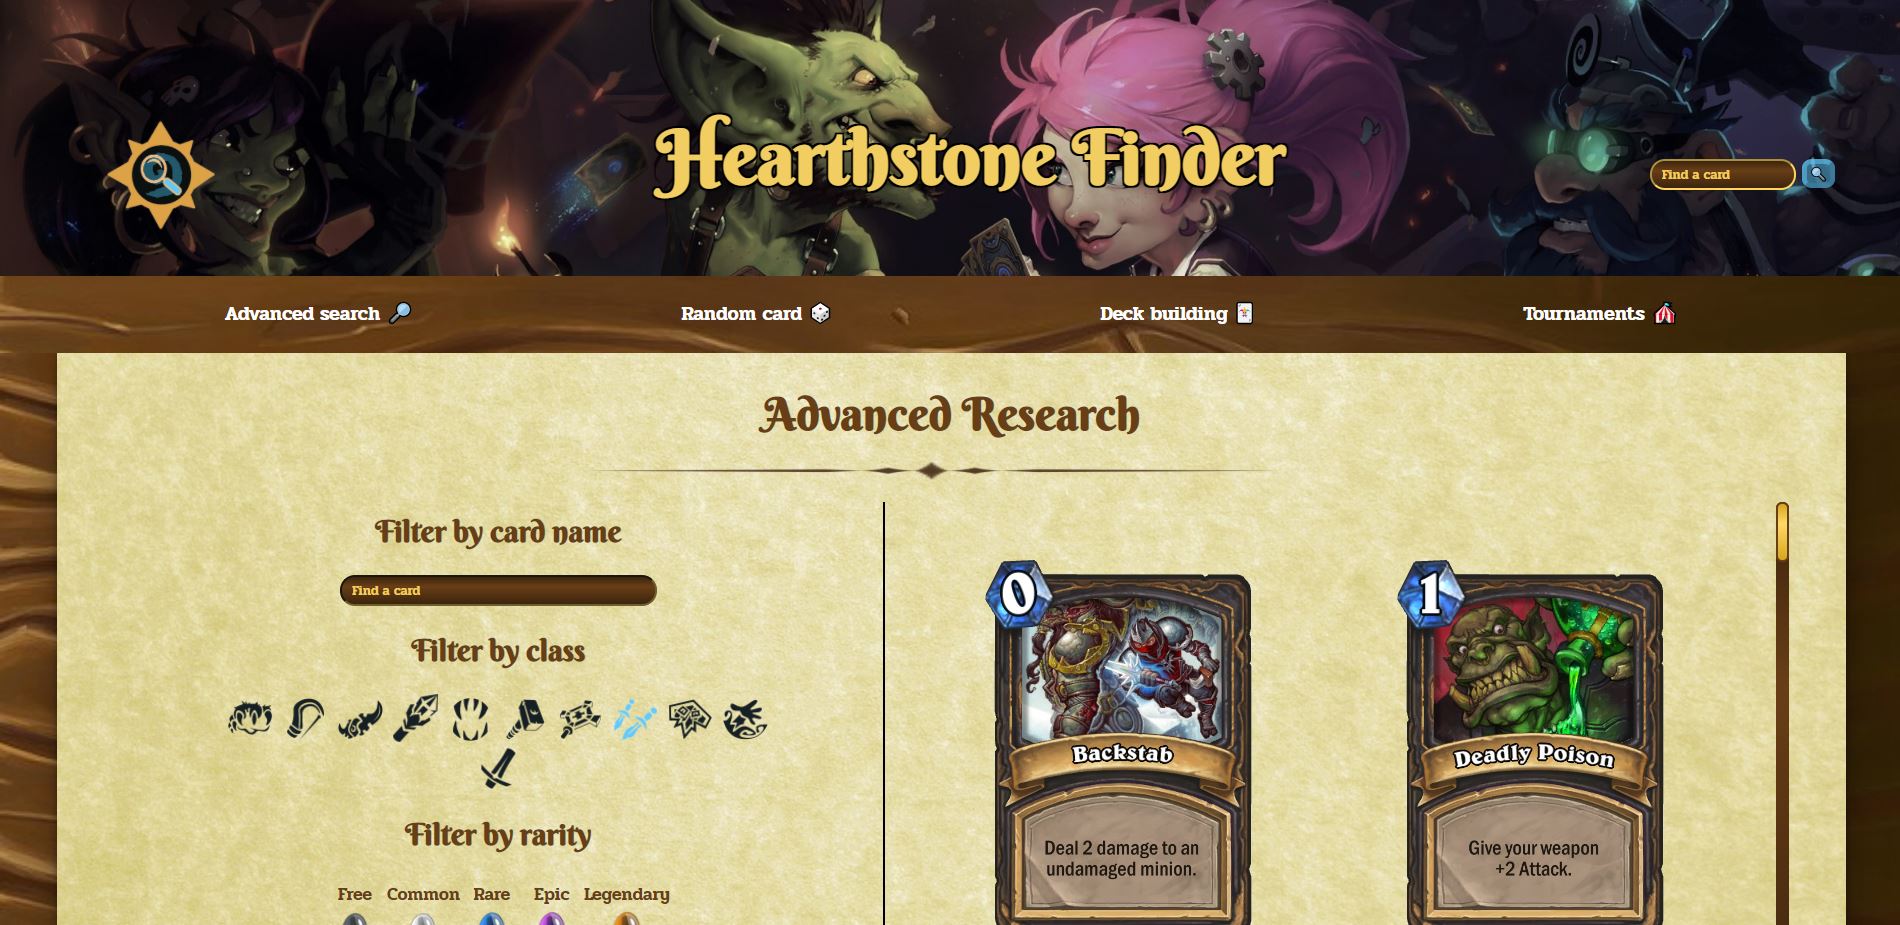 Hearthstone Finder
Find a card
Advanced search
Random card
Deck building
Tournaments
Advanced Research
Filter by card name
Find a card
Filter by class
Filter by rarity
Free Common Rare Epic Legendary
0
Backstab
Deal 2 damage to an
undamaged minion.
1
Deadly Poison
Give your weapon
+2 Attack.